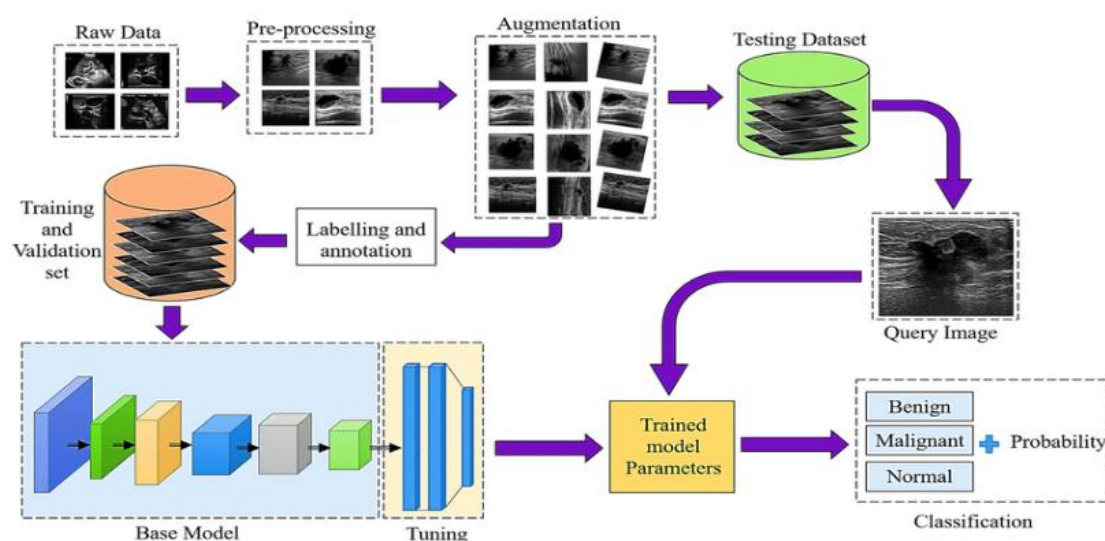 Raw Data
Pre-processing
Augmentation
Testing Dataset
Training
and
Validation
set
Labelling and
annotation
Query Image
Base Model
Tuning
Trained
model
Parameters
Benign
Malignant
Normal
Probability
Classification